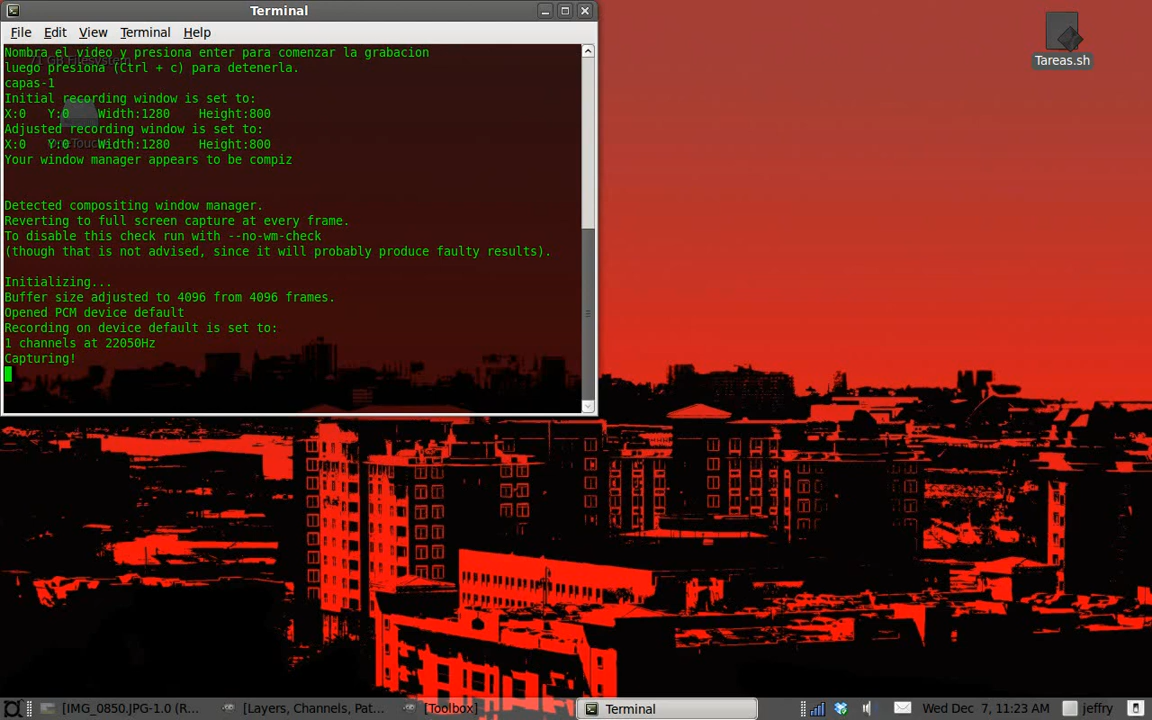 Terminal
File Edit View Terminal Help
Nombra el video y presiona enter para comenzar la grabacion
luego presiona (Ctrl + c) para detenerla.
capas-1
Initial recording window is set to:
X:0 Y:0 Width:1280 Height:800
Adjusted recording window is set to:
X:0 Y:0 Width:1280 Height:800
Your window manager appears to be compiz
Detected compositing window manager.
Reverting to full screen capture at every frame.
To disable this check run with --no-wm-check
(though that is not advised, since it will probably produce faulty results).
Initializing...
Buffer size adjusted to 4096 from 4096 frames.
Opened PCM device default
Recording on device default is set to:
1 channels at 22050Hz
Capturing!
Tareas.sh
[IMG_0850.JPG-1.0 (R... [Layers, Channels, Pat... [Toolbox] Terminal Wed Dec 7, 11:23 AM jeffry